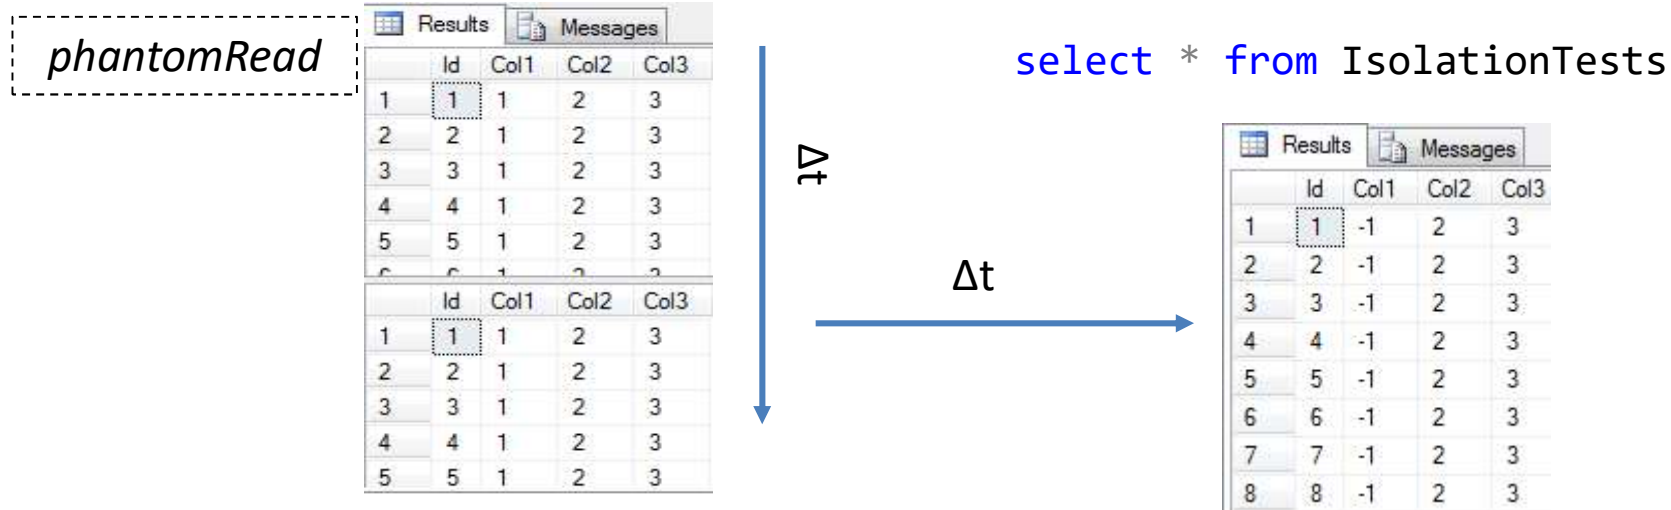 phantomRead
Results Messages
Id Col1 Col2 Col3
1 1 1 2 3
2 2 1 2 3
3 3 1 2 3
4 4 1 2 3
5 5 1 2 3
Id Col1 Col2 Col3
1 1 1 2 3
2 2 1 2 3
3 3 1 2 3
4 4 1 2 3
5 5 1 2 3
Δt
Δt
select * from IsolationTests
Results Messages
Id Col1 Col2 Col3
1 1 -1 2 3
2 2 -1 2 3
3 3 -1 2 3
4 4 -1 2 3
5 5 -1 2 3
6 6 -1 2 3
7 7 -1 2 3
8 8 -1 2 3